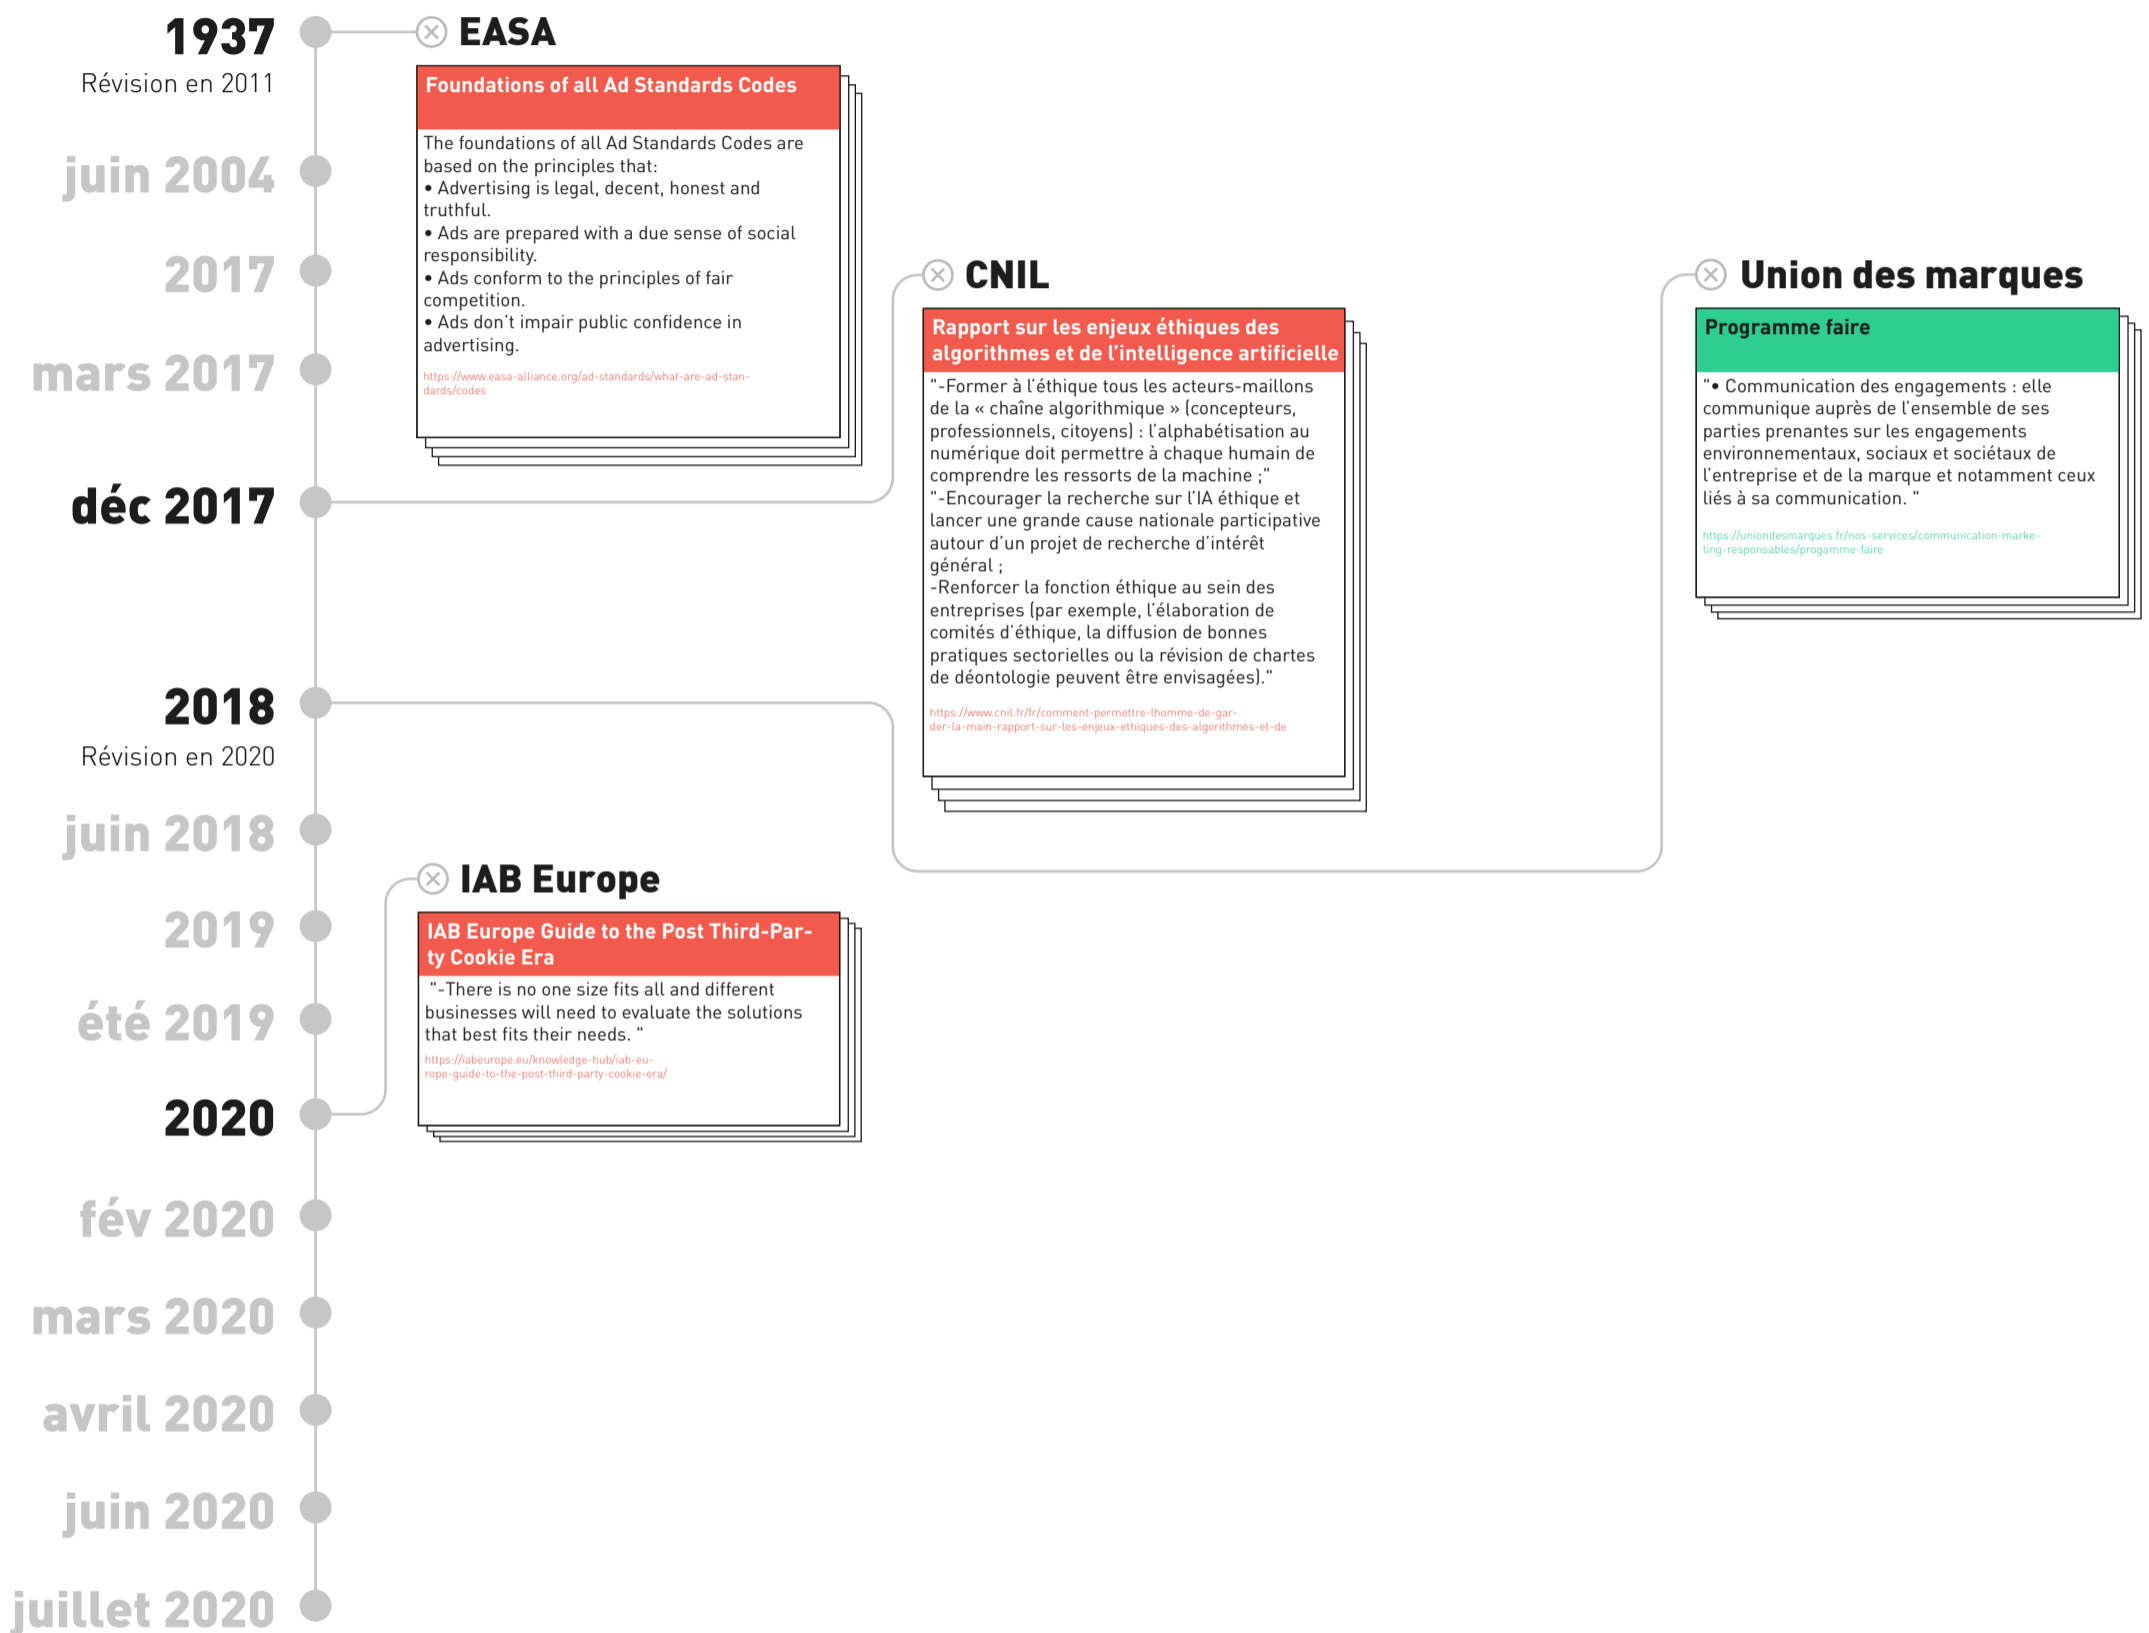 1937
Révision en 2011
juin 2004
2017
mars 2017
déc 2017
2018
Révision en 2020
juin 2018
2019
été 2019
2020
fév 2020
mars 2020
avril 2020
juin 2020
juillet 2020
EASA
Foundations of all Ad Standards Codes
The foundations of all Ad Standards Codes are
based on the principles that:
• Advertising is legal, decent, honest and
truthful.
• Ads are prepared with a due sense of social
responsibility.
• Ads conform to the principles of fair
competition.
• Ads don't impair public confidence in
advertising.
https://www.easa-alliance.org/ad-standards/what-are-ad-stan-
dards/codes
CNIL
Rapport sur les enjeux éthiques des
algorithmes et de l'intelligence artificielle
"-Former à l'éthique tous les acteurs-maillons
de la « chaîne algorithmique » (concepteurs,
professionnels, citoyens) : l'alphabétisation au
numérique doit permettre à chaque humain de
comprendre les ressorts de la machine ;"
"-Encourager la recherche sur l'IA éthique et
lancer une grande cause nationale participative
autour d'un projet de recherche d'intérêt
général ;
-Renforcer la fonction éthique au sein des
entreprises (par exemple, l'élaboration de
comités d'éthique, la diffusion de bonnes
pratiques sectorielles ou la révision de chartes
de déontologie peuvent être envisagées)."
https://www.cnil.fr/fr/comment-permettre-lhomme-de-gar-
der-la-main-rapport-sur-les-enjeux-ethiques-des-algorithmes-et-de
Union des marques
Programme faire
"• Communication des engagements : elle
communique auprès de l'ensemble de ses
parties prenantes sur les engagements
environnementaux, sociaux et sociétaux de
l'entreprise et de la marque et notamment ceux
liés à sa communication. "
https://uniondesmarques.fr/nos-services/communication-marke-
ting-responsables/progamme-faire
IAB Europe
IAB Europe Guide to the Post Third-Par-
ty Cookie Era
"-There is no one size fits all and different
businesses will need to evaluate the solutions
that best fits their needs. "
https://iabeurope.eu/knowledge-hub/iab-eu-
rope-guide-to-the-post-third-party-cookie-era/